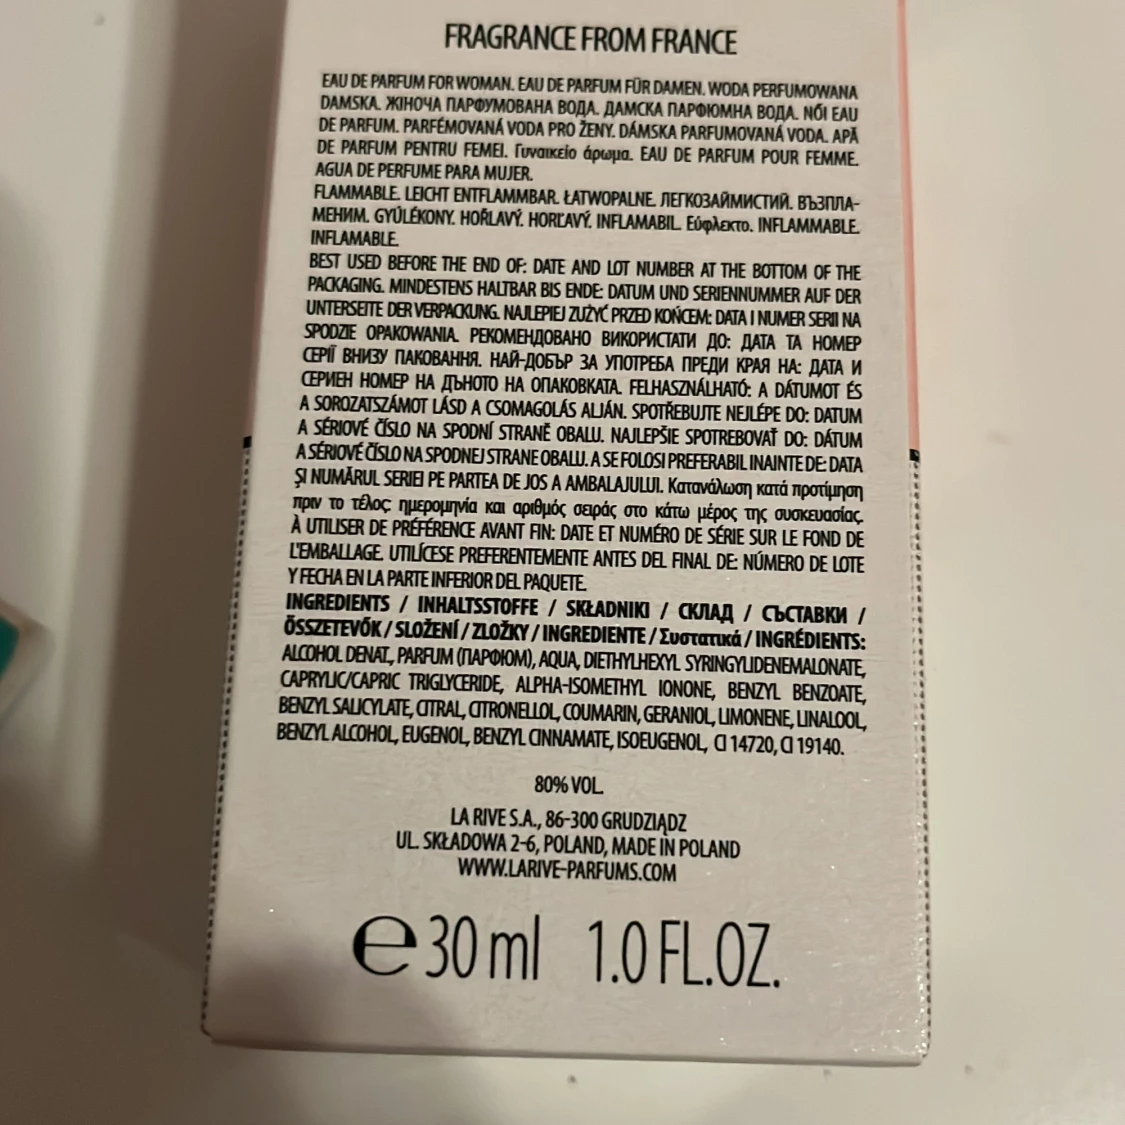 FRAGRANCE FROM FRANCE
EAU DE PARFUM FOR WOMAN. EAU DE PARFUM FÜR DAMEN. WODA PERFUMOWANA
DAMSKA. ЖІНОЧА ПАРФУМОВАНА ВОДА. ДАМСКА ПАРФЮМНА ВОДА. NŐI EAU
DE PARFUM. PARFÉMOVANÁ VODA PRO ŽENY. DÁMSKA PARFUMOVANÁ VODA. APĂ
DE PARFUM PENTRU FEMEI. Γυναικείο άρωμα. EAU DE PARFUM POUR FEMME.
AGUA DE PERFUME PARA MUJER.
FLAMMABLE. LEICHT ENTFLAMMBAR. ŁATWOPALNE. ЛЕГКОЗАЙМИСТИЙ. ВЪЗПЛА-
МЕНИМ. GYÚLÉKONY. HOŘLAVÝ. HORĽAVÝ. INFLAMABIL. Εύφλεκτο. INFLAMMABLE.
INFLAMABLE.
BEST USED BEFORE THE END OF: DATE AND LOT NUMBER AT THE BOTTOM OF THE
PACKAGING. MINDESTENS HALTBAR BIS ENDE: DATUM UND SERIENNUMMER AUF DER
UNTERSEITE DER VERPACKUNG. NAJLEPIEJ ZUŻYĆ PRZED KOŃCEM: DATA I NUMER SERII NA
SPODZIE OPAKOWANIA. РЕКОМЕНДОВАНО ВИКОРИСТАТИ ДО: ДАТА ТА НОМЕР
СЕРІЇ ВНИЗУ ПАКОВАННЯ. НАЙ-ДОБЪР ЗА УПОТРЕБА ПРЕДИ КРАЯ НА: ДАТА И
СЕРИЕН НОМЕР НА ДЪНОТО НА ОПАКОВКАТА. FELHASZNÁLHATÓ: A DÁTUMOT ÉS
A SOROZATSZÁMOT LÁSD A CSOMAGOLÁS ALJÁN. SPOTŘEBUJTE NEJLÉPE DO: DATUM
A SÉRIOVÉ ČÍSLO NA SPODNÍ STRANĚ OBALU. NAJLEPŠIE SPOTREBOVAŤ DO: DÁTUM
A SÉRIOVÉ ČÍSLO NA SPODNEJ STRANE OBALU. A SE FOLOSI PREFERABIL INAINTE DE: DATA
ŞI NUMĂRUL SERIEI PE PARTEA DE JOS A AMBALAJULUI. Κατανάλωση κατά προτίμηση
πριν το τέλος: ημερομηνία και αριθμός σειράς στο κάτω μέρος της συσκευασίας.
À UTILISER DE PRÉFÉRENCE AVANT FIN: DATE ET NUMÉRO DE SÉRIE SUR LE FOND DE
L'EMBALLAGE. UTILÍCESE PREFERENTEMENTE ANTES DEL FINAL DE: NÚMERO DE LOTE
Y FECHA EN LA PARTE INFERIOR DEL PAQUETE.
INGREDIENTS / INHALTSSTOFFE / SKŁADNIKI / СКЛАД / СЪСТАВКИ /
ÖSSZETEVŐK / SLOŽENÍ / ZLOŽKY / INGREDIENTE / Συστατικά / INGRÉDIENTS:
ALCOHOL DENAT., PARFUM (ПАРФЮМ), AQUA, DIETHYLHEXYL SYRINGYLIDENEMALONATE,
CAPRYLIC/CAPRIC TRIGLYCERIDE, ALPHA-ISOMETHYL IONONE, BENZYL BENZOATE,
BENZYL SALICYLATE, CITRAL, CITRONELLOL, COUMARIN, GERANIOL, LIMONENE, LINALOOL,
BENZYL ALCOHOL, EUGENOL, BENZYL CINNAMATE, ISOEUGENOL, CI 14720, CI 19140.
80% VOL.
LA RIVE S.A., 86-300 GRUDZIĄDZ
UL. SKŁADOWA 2-6, POLAND, MADE IN POLAND
WWW.LARIVE-PARFUMS.COM
℮ 30 ml 1.0 FL.OZ.